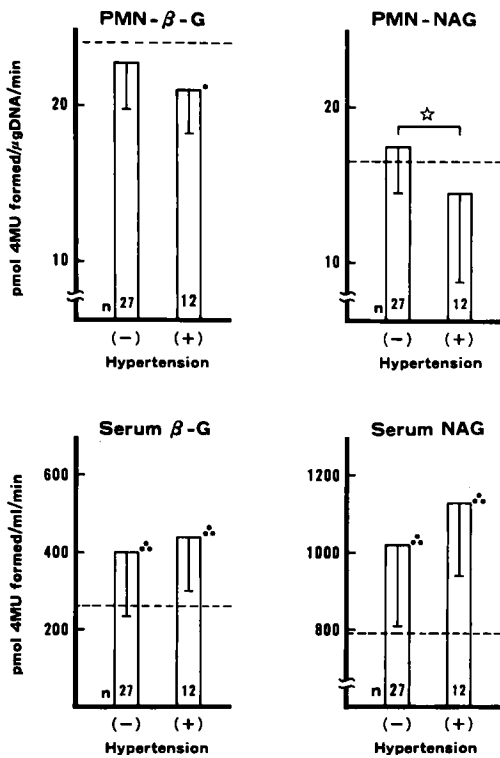 PMN-β-G
pmol 4MU formed/μgDNA/min
20
10
n 27 12
(−) (+)
Hypertension
PMN-NAG
☆
20
10
n 27 12
(−) (+)
Hypertension
Serum β-G
pmol 4MU formed/ml/min
600
400
200
n 27 12
(−) (+)
Hypertension
Serum NAG
1200
1000
800
n 27 12
(−) (+)
Hypertension